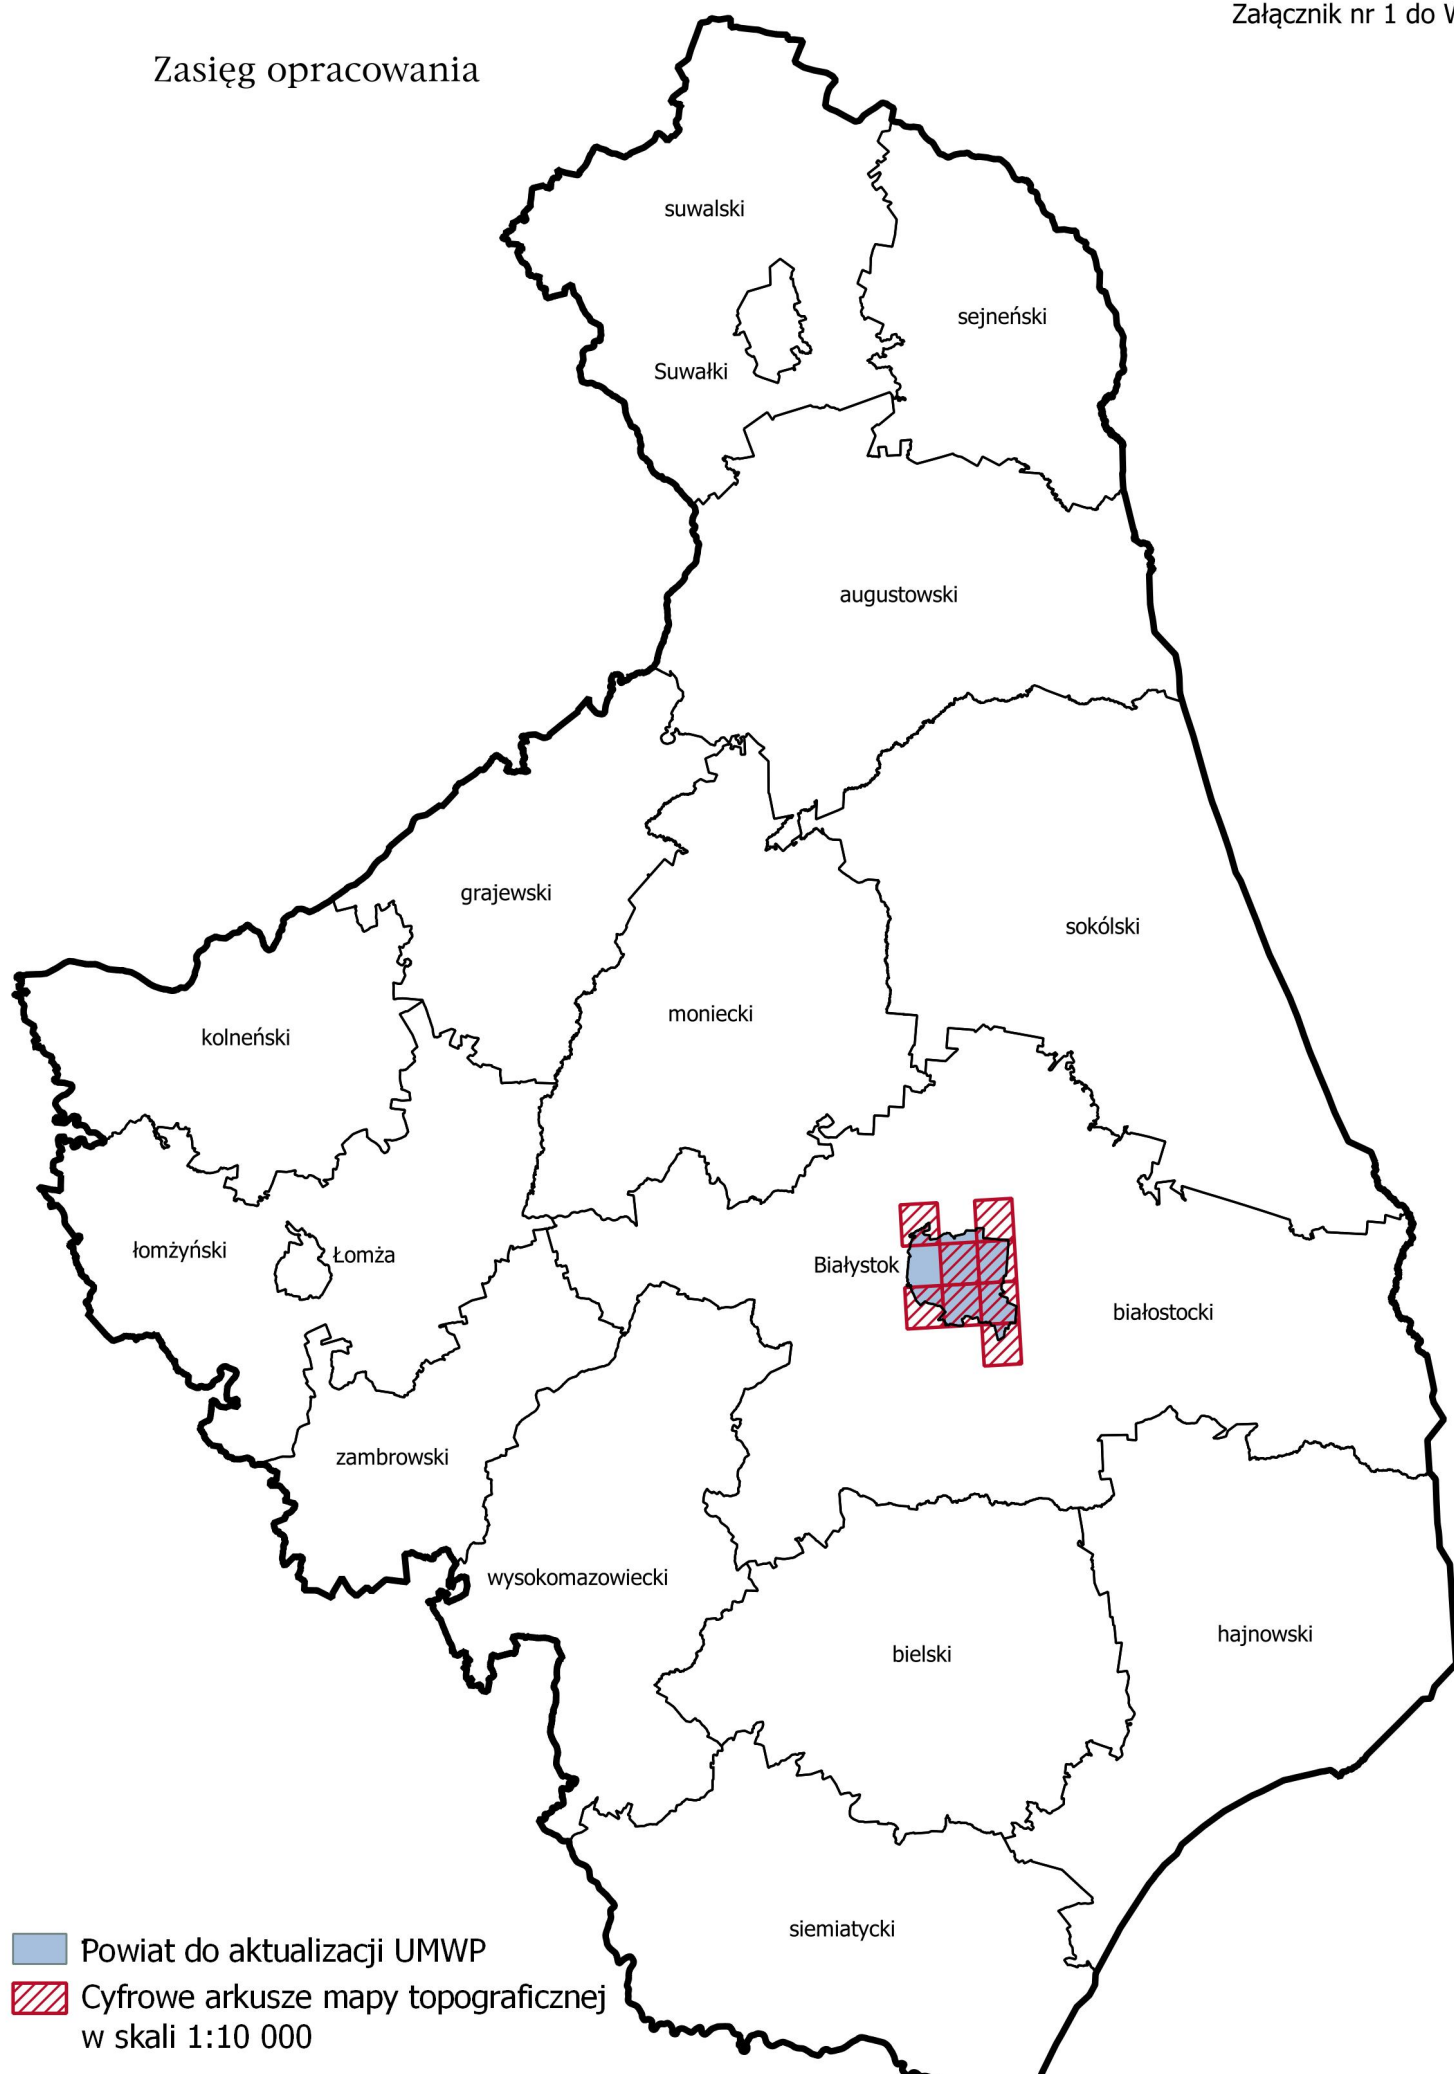 Załącznik nr 1 do W
Zasięg opracowania
suwalski
sejneński
Suwałki
augustowski
grajewski
sokólski
moniecki
kolneński
łomżyński
Łomża
Białystok
białostocki
zambrowski
wysokomazowiecki
hajnowski
bielski
siemiatycki
Powiat do aktualizacji UMWP
Cyfrowe arkusze mapy topograficznej
w skali 1:10 000